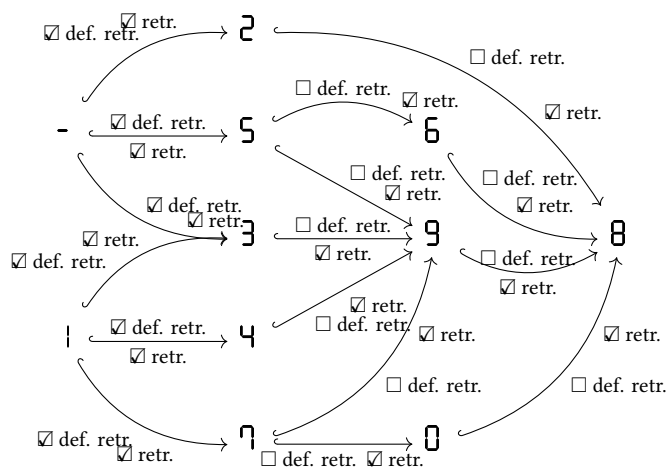 ☑ retr.
2
☑ def. retr.
☐ def. retr.
☐ def. retr.
☑ retr.
☑ retr.
☑ def. retr.
- 5 6
☑ retr.
☐ def. retr.
☐ def. retr.
☑ retr.
☑ def. retr.
☑ retr.
☑ retr.
☐ def. retr.
☑ retr.
3 9 8
☑ retr.
☐ def. retr.
☑ def. retr.
☑ retr.
☑ retr.
☑ def. retr.
☐ def. retr.
☑ retr.
☑ retr.
1 4
☑ retr.
☐ def. retr.
☐ def. retr.
☑ def. retr.
7 0
☑ retr.
☐ def. retr. ☑ retr.